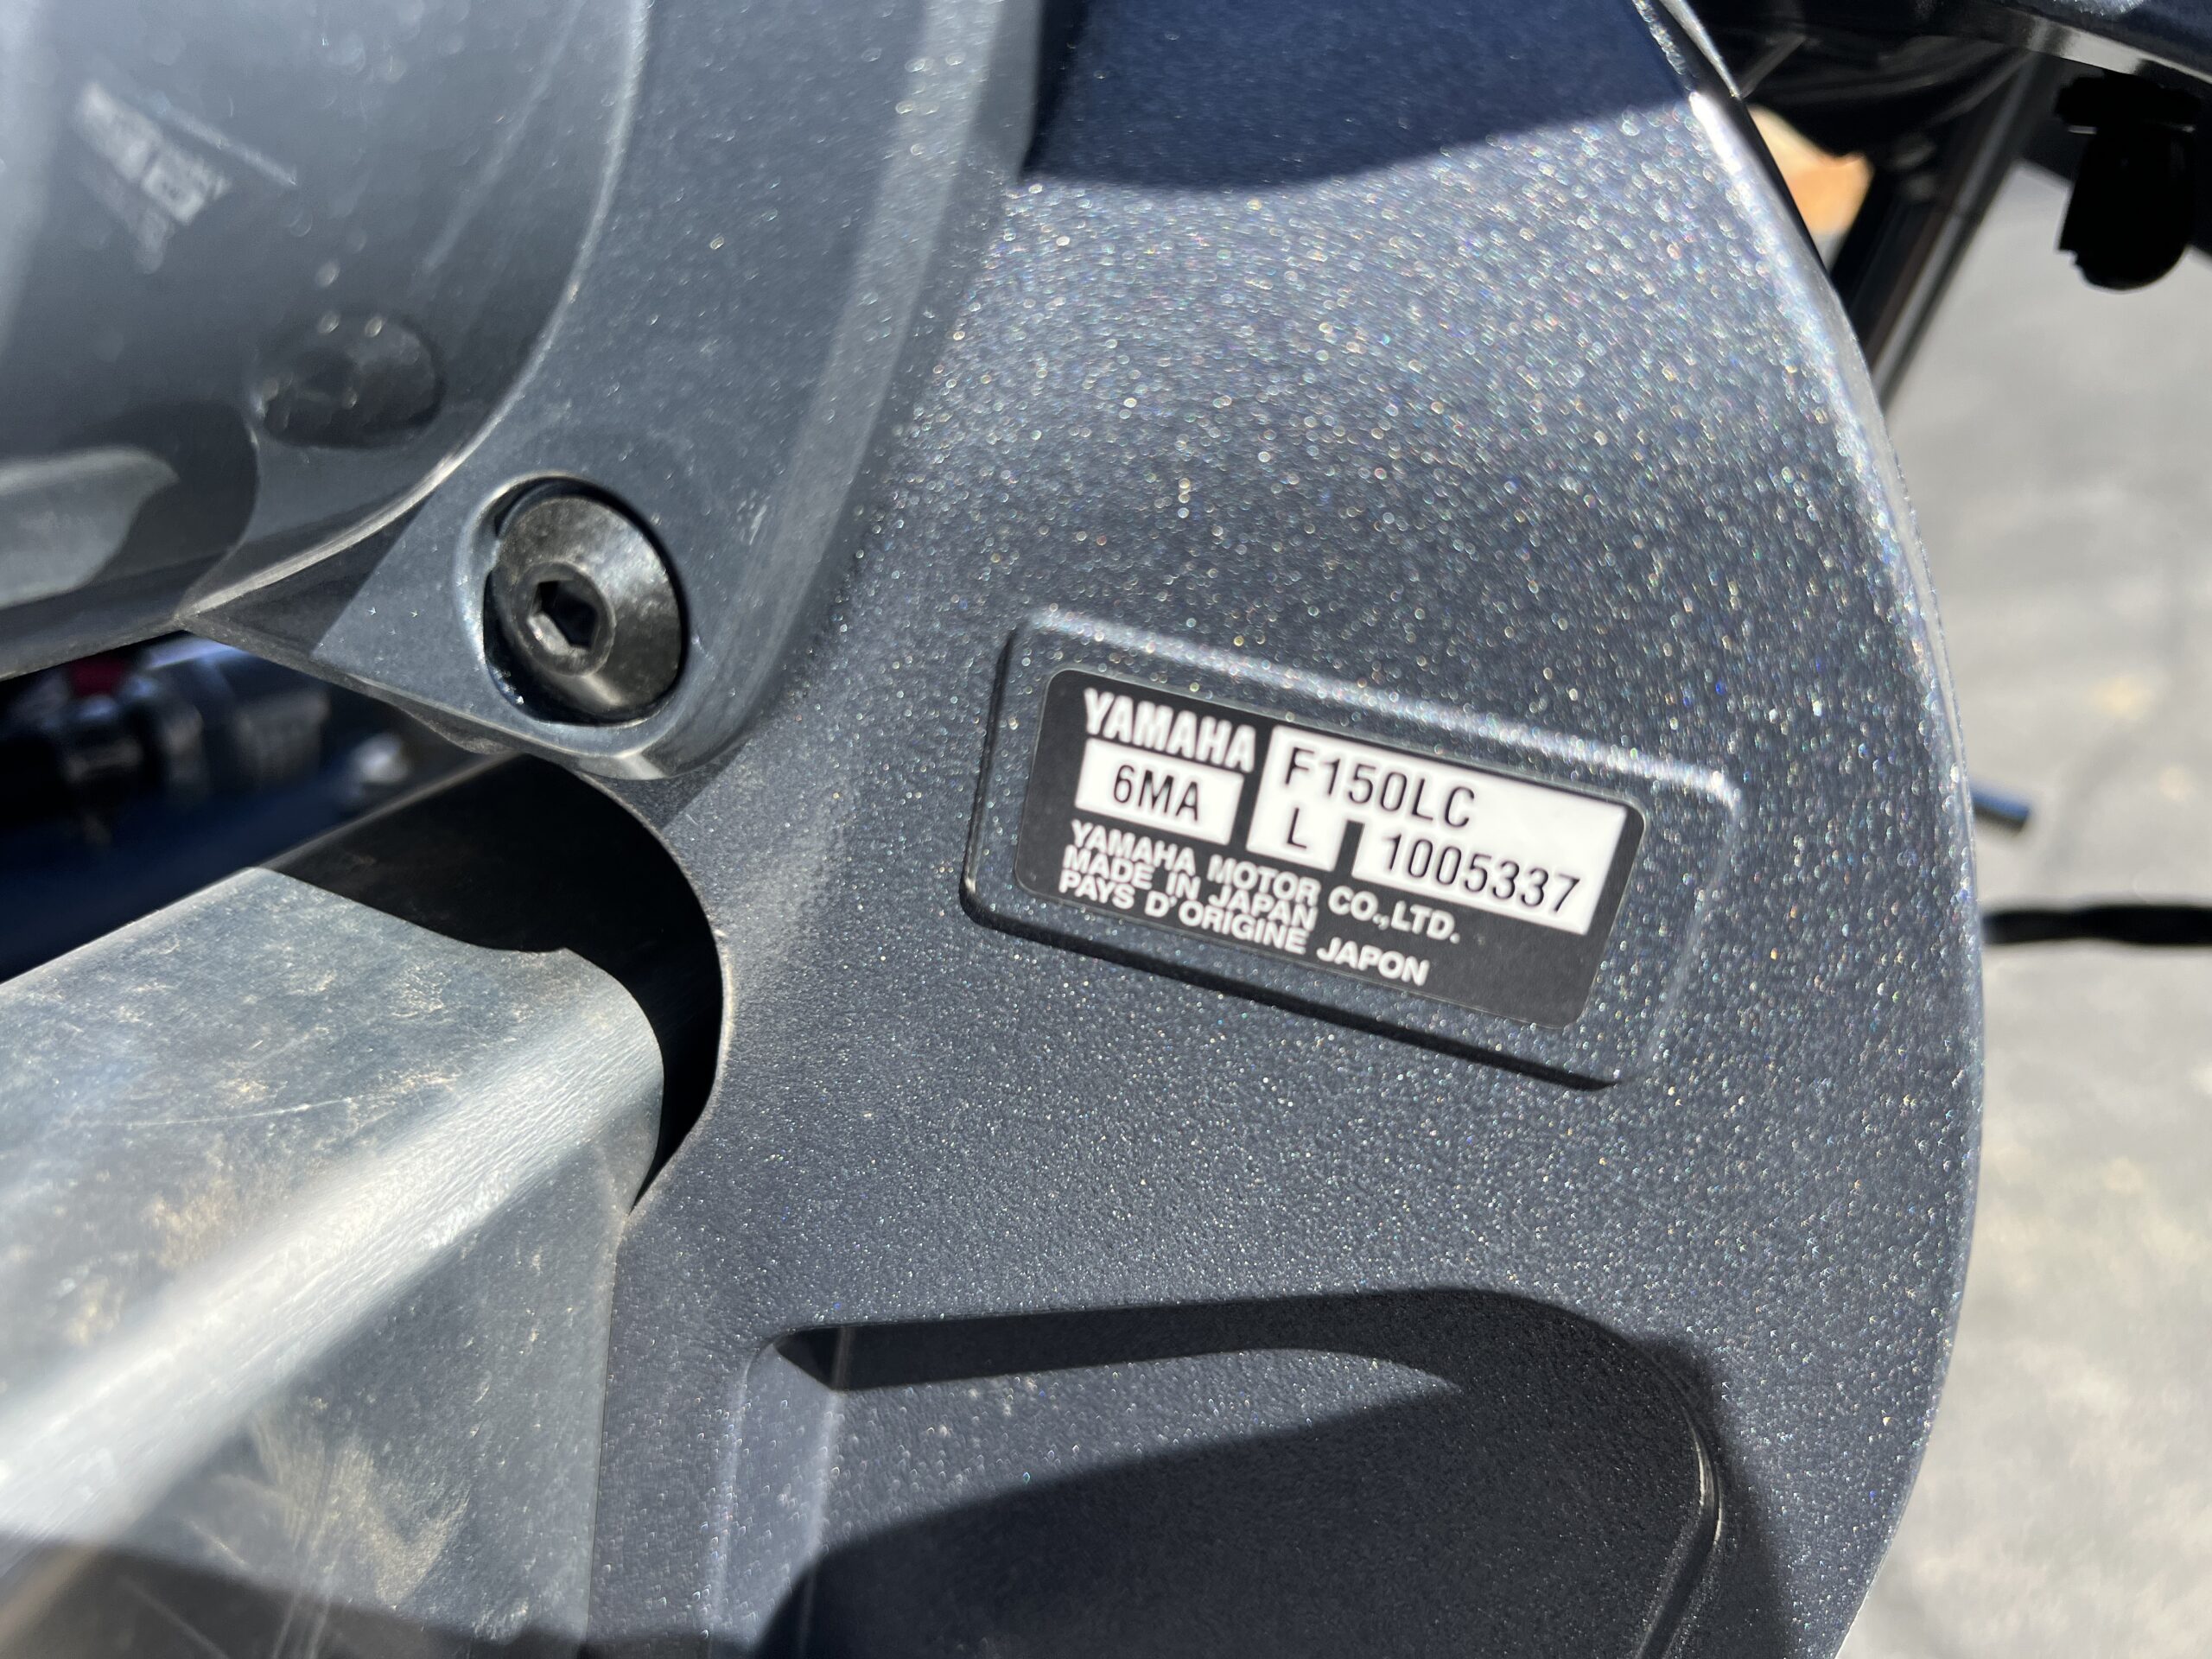 YAMAHA F150LC
6MA L 1005337
YAMAHA MOTOR CO.,LTD.
MADE IN JAPAN
PAYS D'ORIGINE JAPON